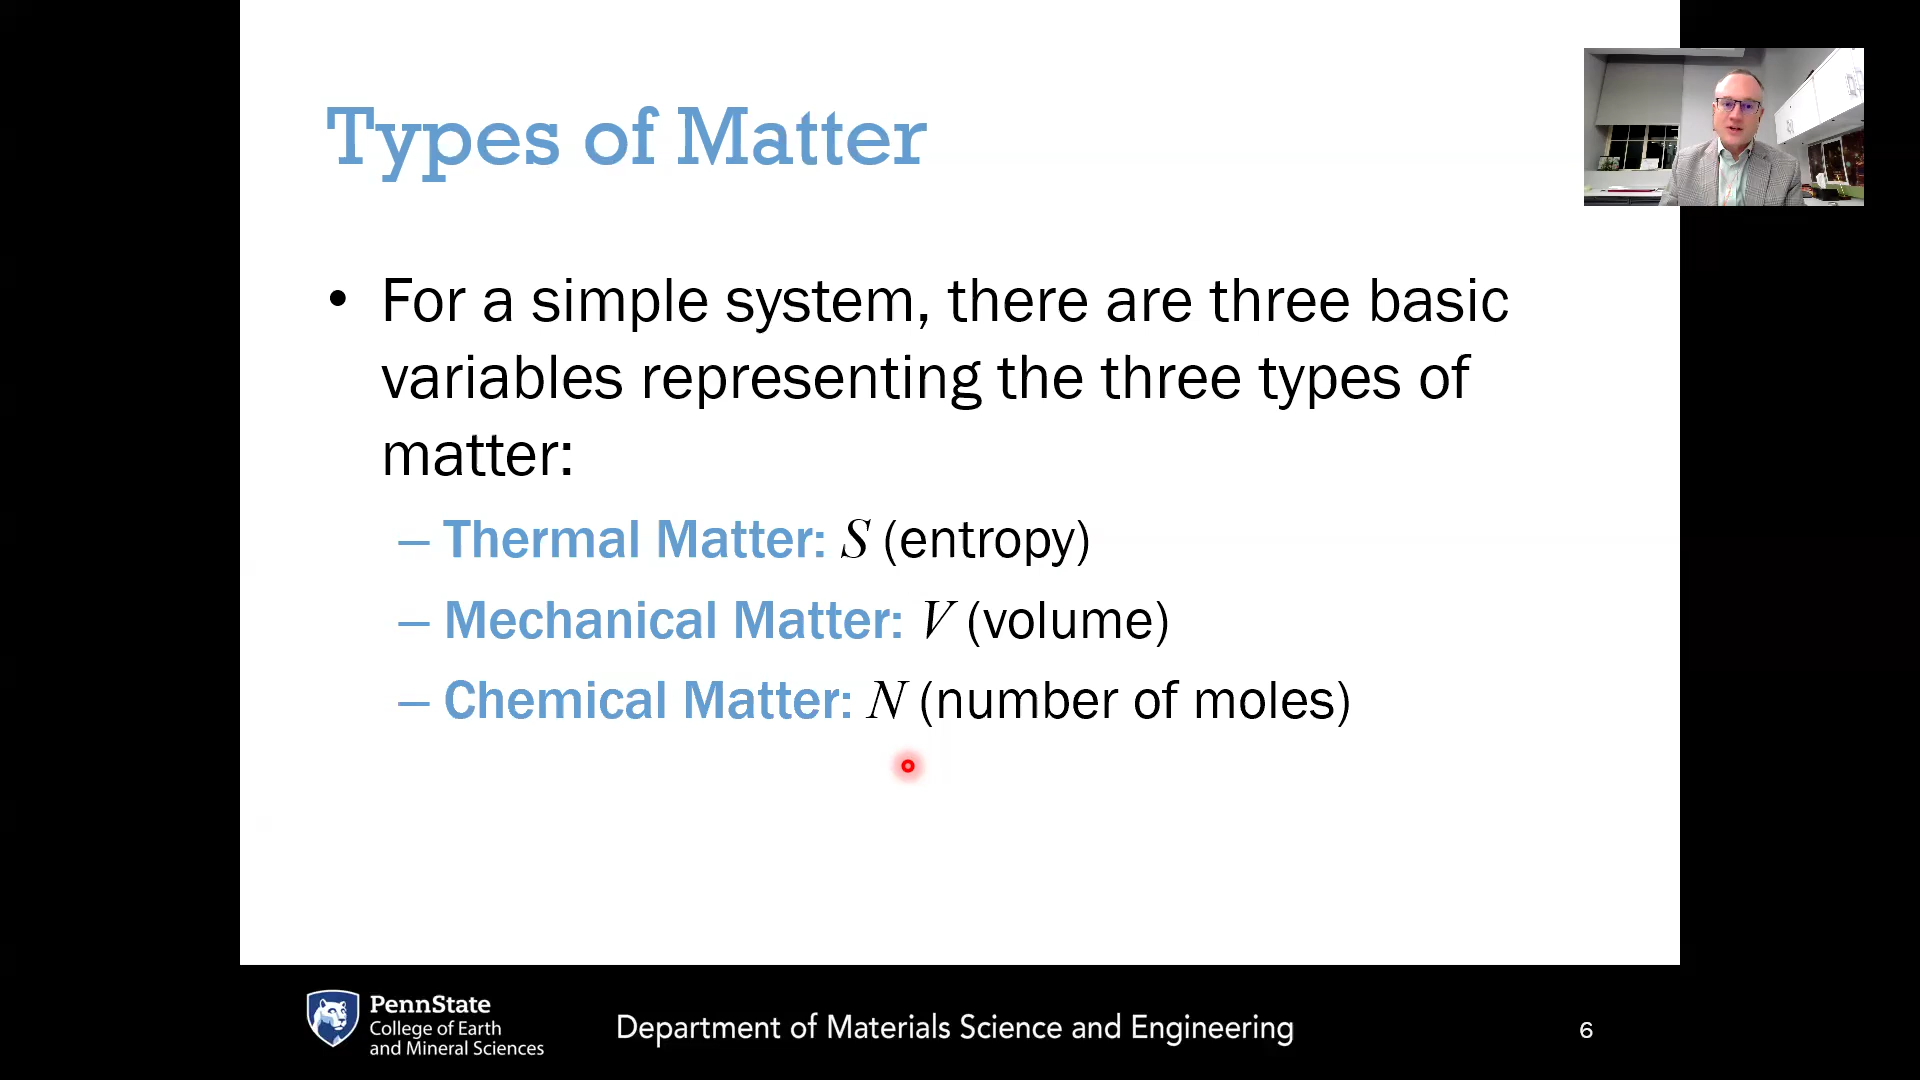 Types of Matter
• For a simple system, there are three basic
variables representing the three types of
matter:
– Thermal Matter: S (entropy)
– Mechanical Matter: V (volume)
– Chemical Matter: N (number of moles)
PennState
College of Earth
and Mineral Sciences
Department of Materials Science and Engineering
6